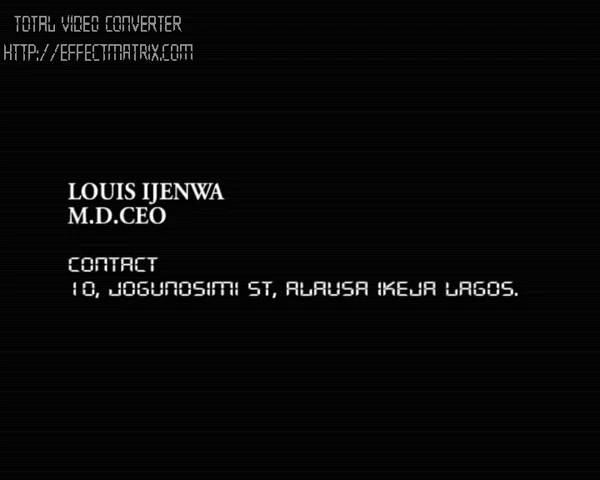 TOTAL VIDEO CONVERTER
HTTP://EFFECTMATRIX.COM
LOUIS IJENWA
M.D.CEO
CONTACT
10, JOGUNOSIMI ST, ALAUSA IKEJA LAGOS.